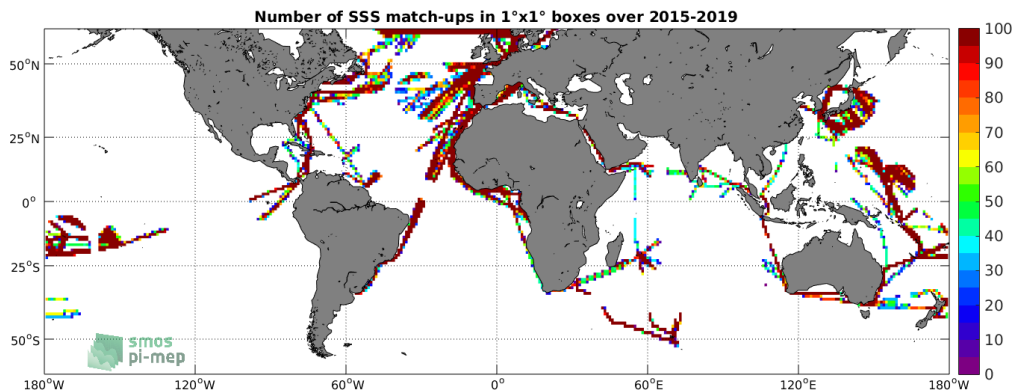 Number of SSS match-ups in 1°x1° boxes over 2015-2019
100
90
80
70
60
50
40
30
20
10
0
50°N
25°N
0°
25°S
50°S
180°W
120°W
60°W
0°
60°E
120°E
180°W
smos
pi-mep